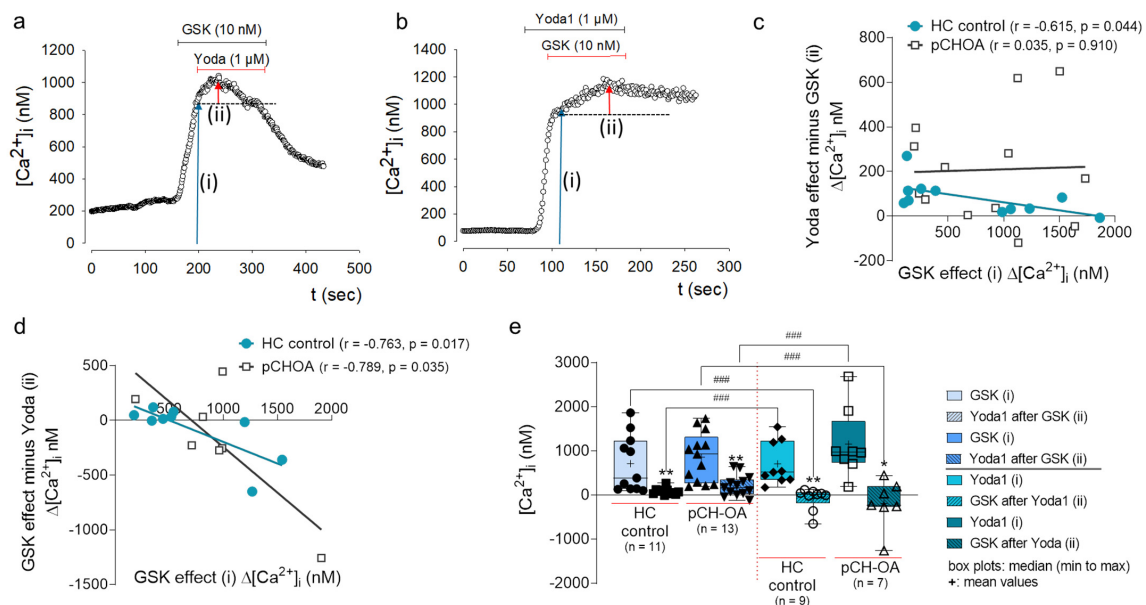 a
GSK (10 nM)
Yoda (1 µM)
[Ca²⁺]ᵢ (nM)
1200
1000
800
600
400
200
0
(ii)
(i)
0 100 200 300 400 500
t (sec)
b
Yoda1 (1 µM)
GSK (10 nM)
[Ca²⁺]ᵢ (nM)
1400
1200
1000
800
600
400
200
0
(ii)
(i)
0 50 100 150 200 250 300
t (sec)
c
HC control (r = -0.615, p = 0.044)
pCHOA (r = 0.035, p = 0.910)
Yoda effect minus GSK (ii)
Δ[Ca²⁺]ᵢ nM
800
600
400
200
0
-200
500 1000 1500 2000
GSK effect (i) Δ[Ca²⁺]ᵢ (nM)
d
HC control (r = -0.763, p = 0.017)
pCHOA (r = -0.789, p = 0.035)
GSK effect minus Yoda (ii)
Δ[Ca²⁺]ᵢ nM
500
0
-500
-1000
-1500
500 1000 1500 2000
GSK effect (i) Δ[Ca²⁺]ᵢ (nM)
e
###
###
###
###
[Ca²⁺]ᵢ (nM)
3000
2000
1000
0
-1000
-2000
** ** ** *
HC
control
(n = 11)
pCH-OA
(n = 13)
HC
control
(n = 9)
pCH-OA
(n = 7)
GSK (i)
Yoda1 after GSK (ii)
GSK (i)
Yoda1 after GSK (ii)
Yoda1 (i)
GSK after Yoda1 (ii)
Yoda1 (i)
GSK after Yoda (ii)
box plots: median (min to max)
+: mean values